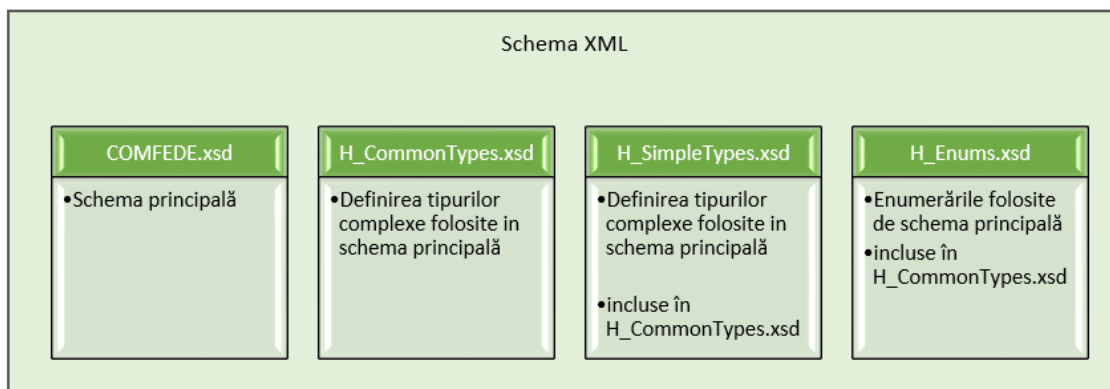 Schema XML
COMFEDE.xsd
•Schema principală
H_CommonTypes.xsd
•Definirea tipurilor
complexe folosite in
schema principală
H_SimpleTypes.xsd
•Definirea tipurilor
complexe folosite in
schema principală
•incluse în
H_CommonTypes.xsd
H_Enums.xsd
•Enumerările folosite
de schema principală
•incluse în
H_CommonTypes.xsd